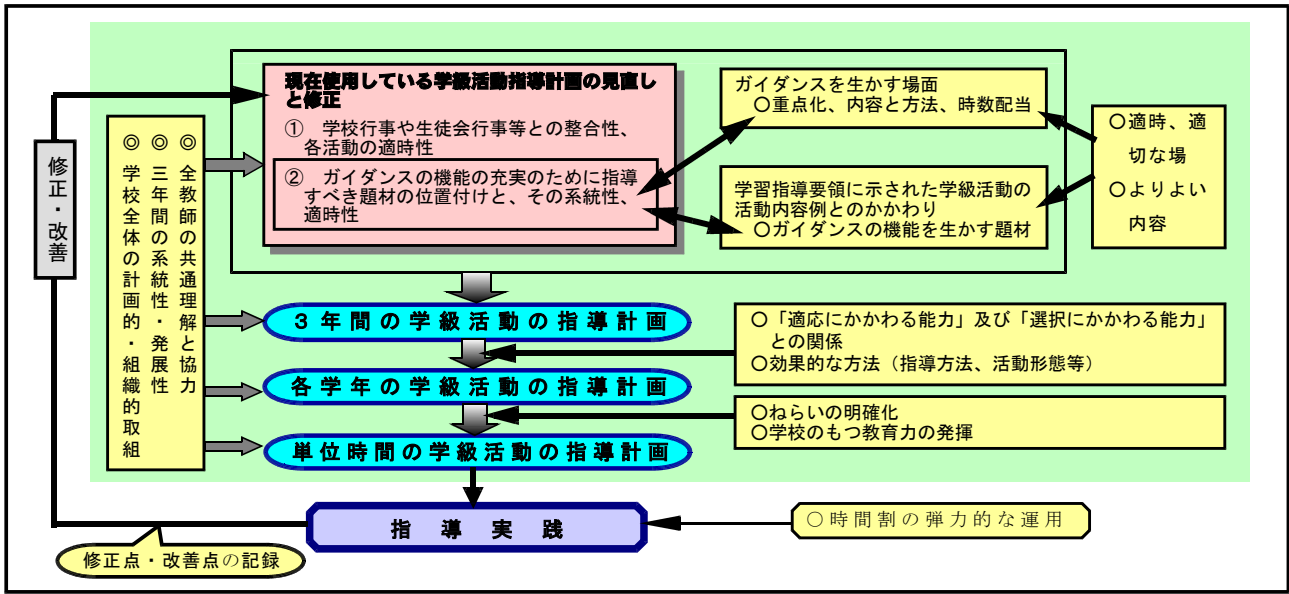 現在使用している学級活動指導計画の見直し
と修正
① 学校行事や生徒会行事等との整合性、
各活動の適時性
② ガイダンスの機能の充実のために指導
すべき題材の位置付けと、その系統性、
適時性
ガイダンスを生かす場面
○重点化、内容と方法、時数配当
学習指導要領に示された学級活動の
活動内容例とのかかわり
○ガイダンスの機能を生かす題材
○適時、適
切な場
○よりよい
内容
◎ 全教師の共通理解と協力
◎ 三年間の系統性・発展性
◎ 学校全体の計画的・組織的取組
修正・改善
3年間の学級活動の指導計画
○「適応にかかわる能力」及び「選択にかかわる能力」
との関係
○効果的な方法（指導方法、活動形態等）
各学年の学級活動の指導計画
○ねらいの明確化
○学校のもつ教育力の発揮
単位時間の学級活動の指導計画
指導実践
○時間割の弾力的な運用
修正点・改善点の記録